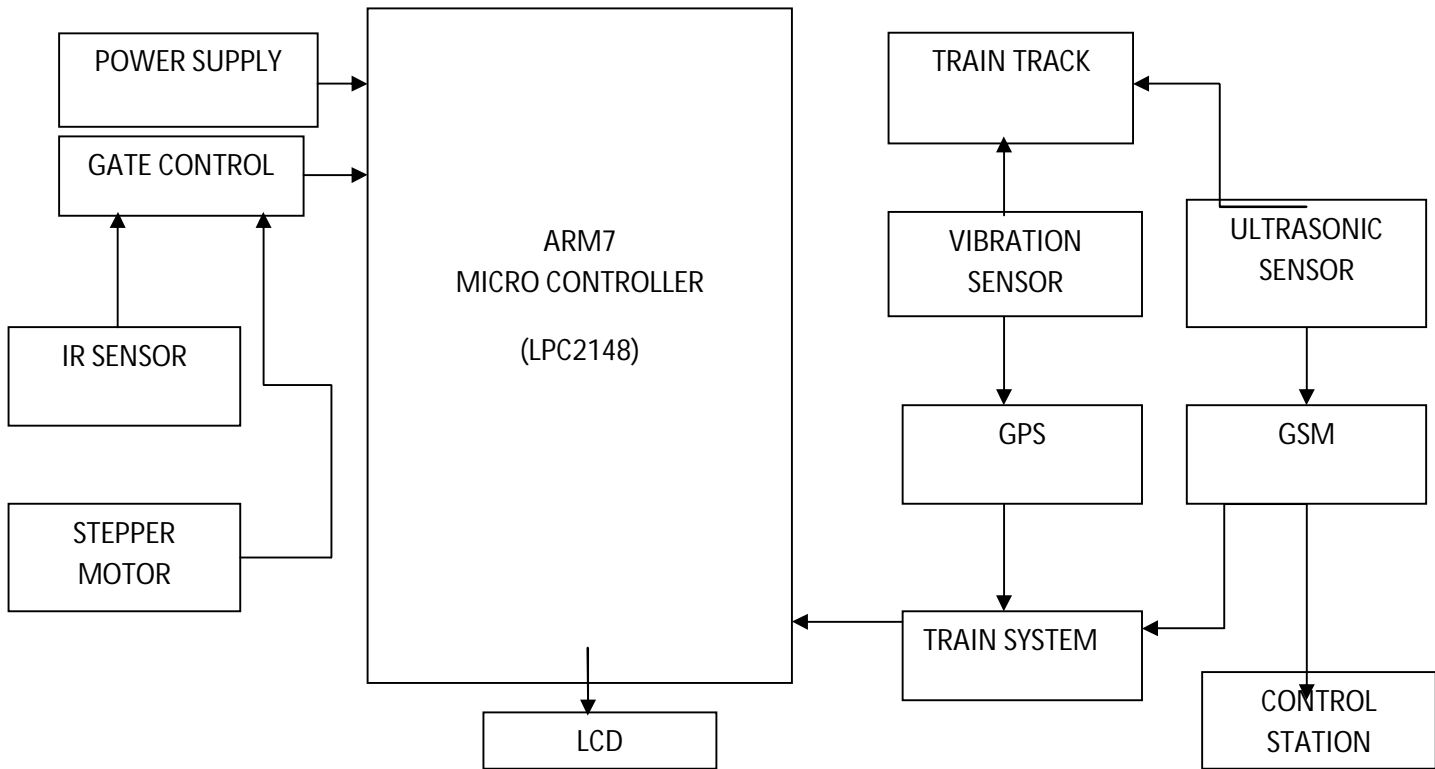 POWER SUPPLY
GATE CONTROL
IR SENSOR
STEPPER
MOTOR
ARM7
MICRO CONTROLLER
(LPC2148)
LCD
TRAIN TRACK
VIBRATION
SENSOR
ULTRASONIC
SENSOR
GPS
GSM
TRAIN SYSTEM
CONTROL
STATION